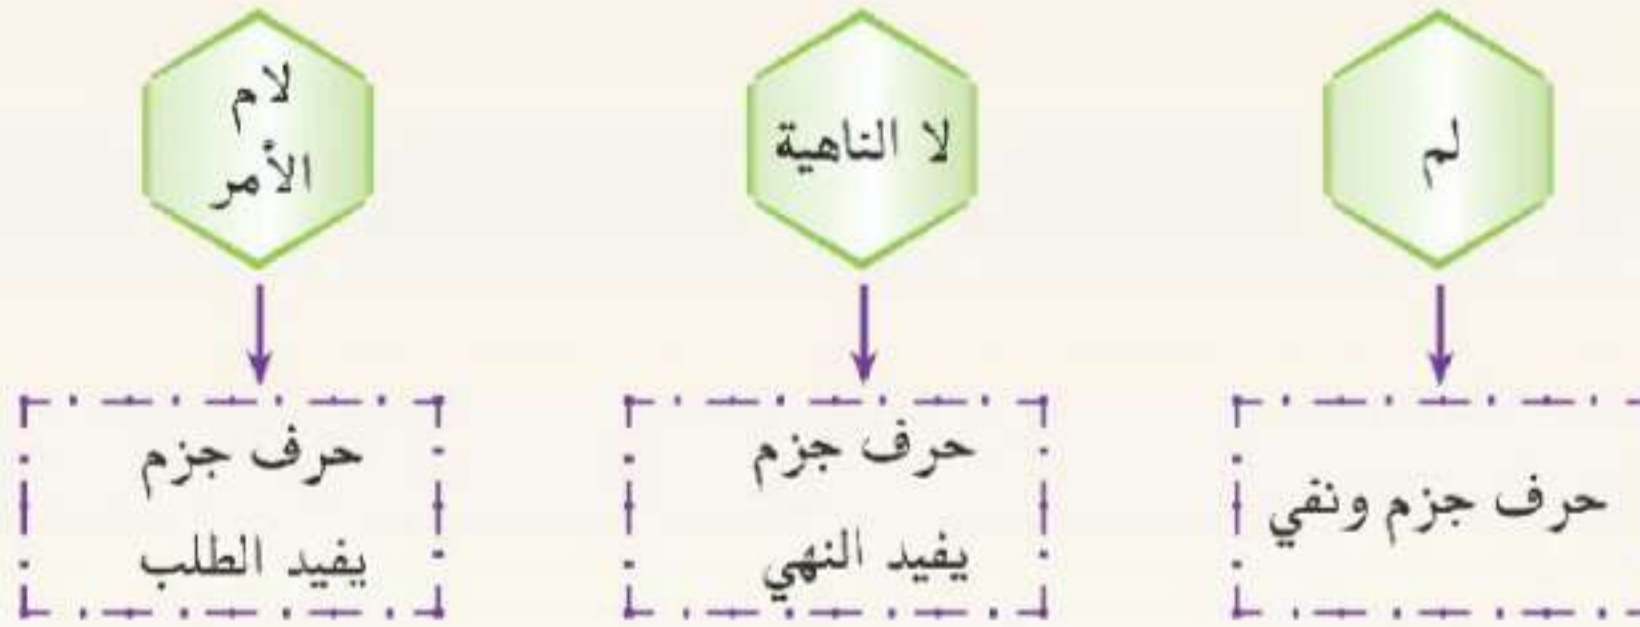 لم
لا الناهية
لام
الأمر
حرف جزم ونفي
حرف جزم
يفيد النهي
حرف جزم
يفيد الطلب